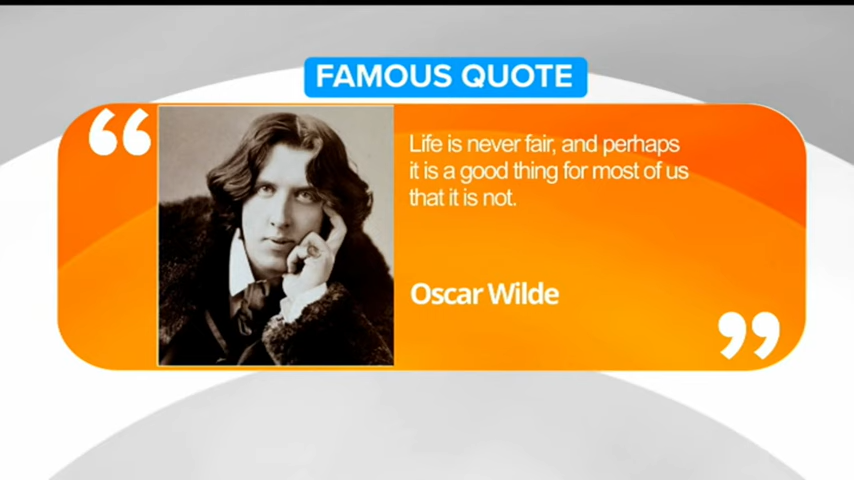 FAMOUS QUOTE
“
Life is never fair, and perhaps
it is a good thing for most of us
that it is not.
Oscar Wilde
”